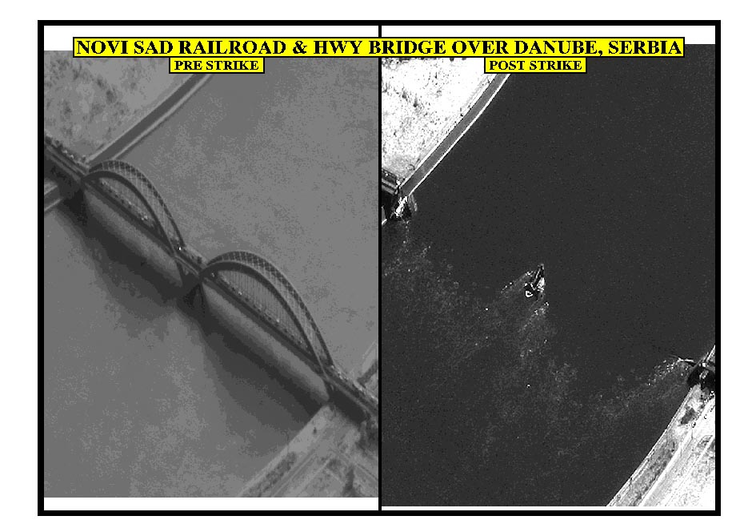 NOVI SAD RAILROAD & HWY BRIDGE OVER DANUBE, SERBIA
PRE STRIKE
POST STRIKE